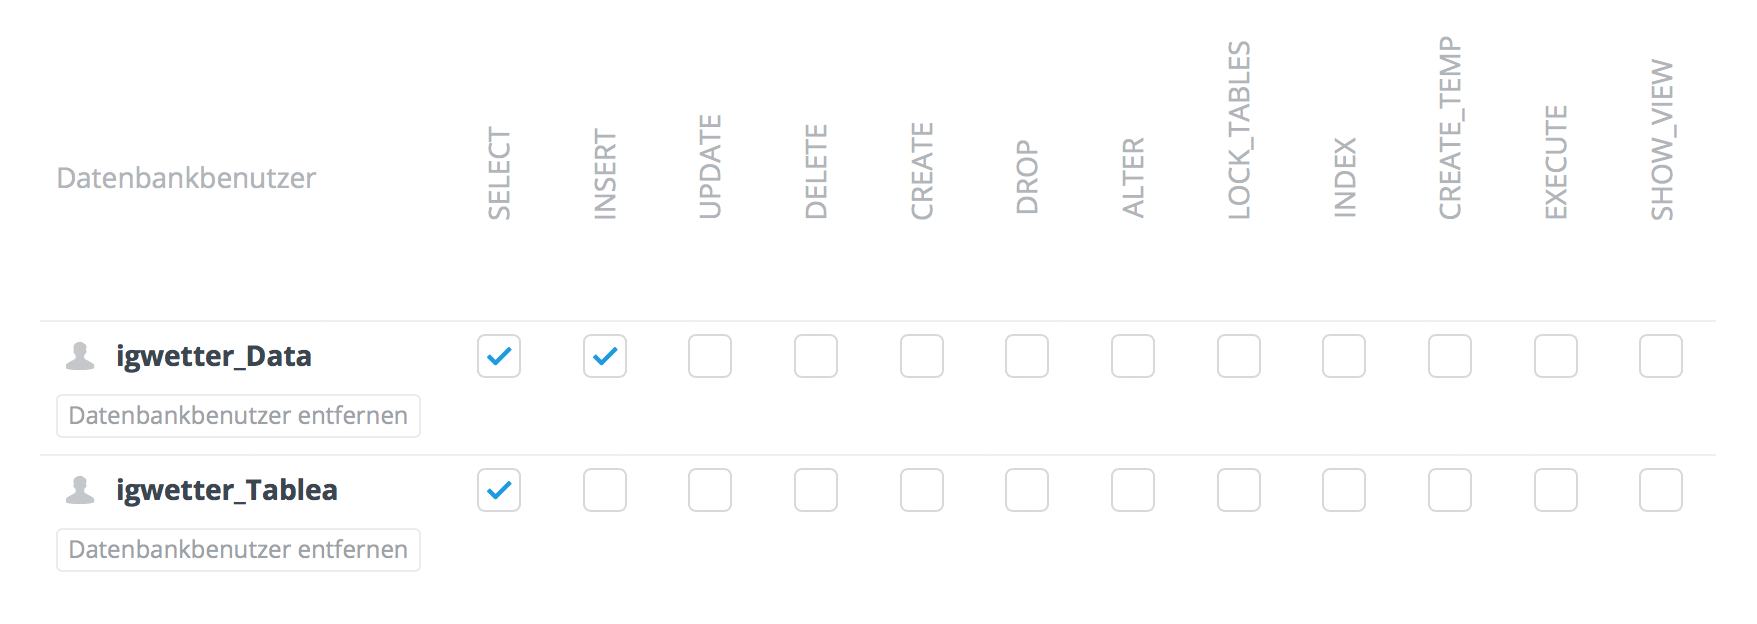 Datenbankbenutzer
SELECT
INSERT
UPDATE
DELETE
CREATE
DROP
ALTER
LOCK_TABLES
INDEX
CREATE_TEMP
EXECUTE
SHOW_VIEW
igwetter_Data
Datenbankbenutzer entfernen
igwetter_Tablea
Datenbankbenutzer entfernen